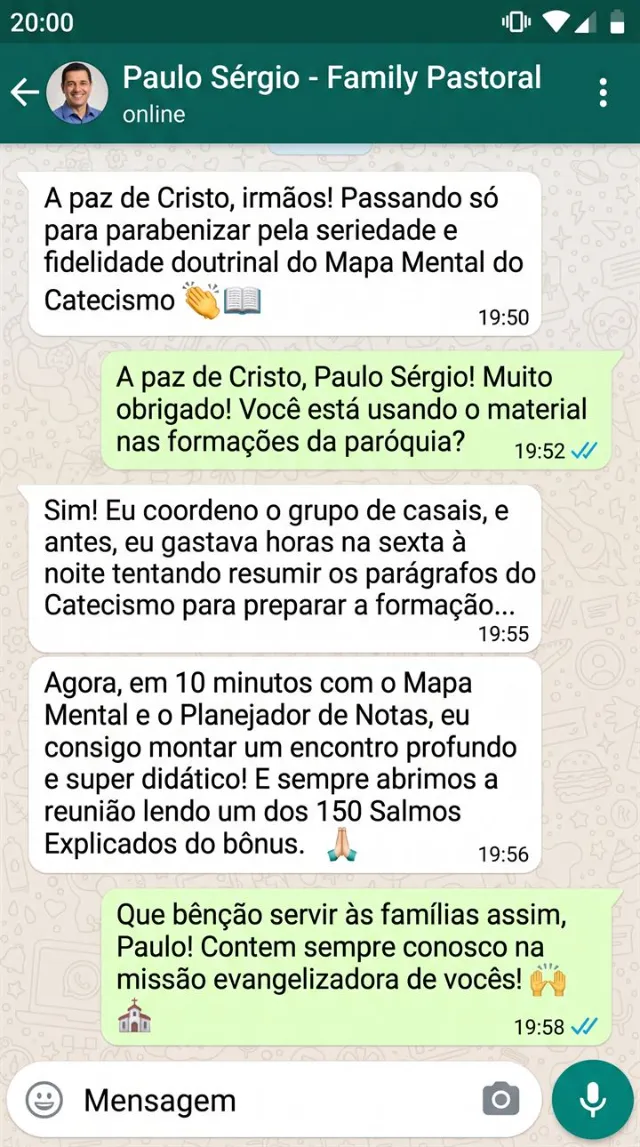 20:00
Paulo Sérgio - Family Pastoral
online
A paz de Cristo, irmãos! Passando só
para parabenizar pela seriedade e
fidelidade doutrinal do Mapa Mental do
Catecismo 👏📖
19:50
A paz de Cristo, Paulo Sérgio! Muito
obrigado! Você está usando o material
nas formações da paróquia?
19:52
Sim! Eu coordeno o grupo de casais, e
antes, eu gastava horas na sexta à
noite tentando resumir os parágrafos do
Catecismo para preparar a formação...
19:55
Agora, em 10 minutos com o Mapa
Mental e o Planejador de Notas, eu
consigo montar um encontro profundo
e super didático! E sempre abrimos a
reunião lendo um dos 150 Salmos
Explicados do bônus. 🙏
19:56
Que bênção servir às famílias assim,
Paulo! Contem sempre conosco na
missão evangelizadora de vocês! 🙌
⛪
19:58
Mensagem